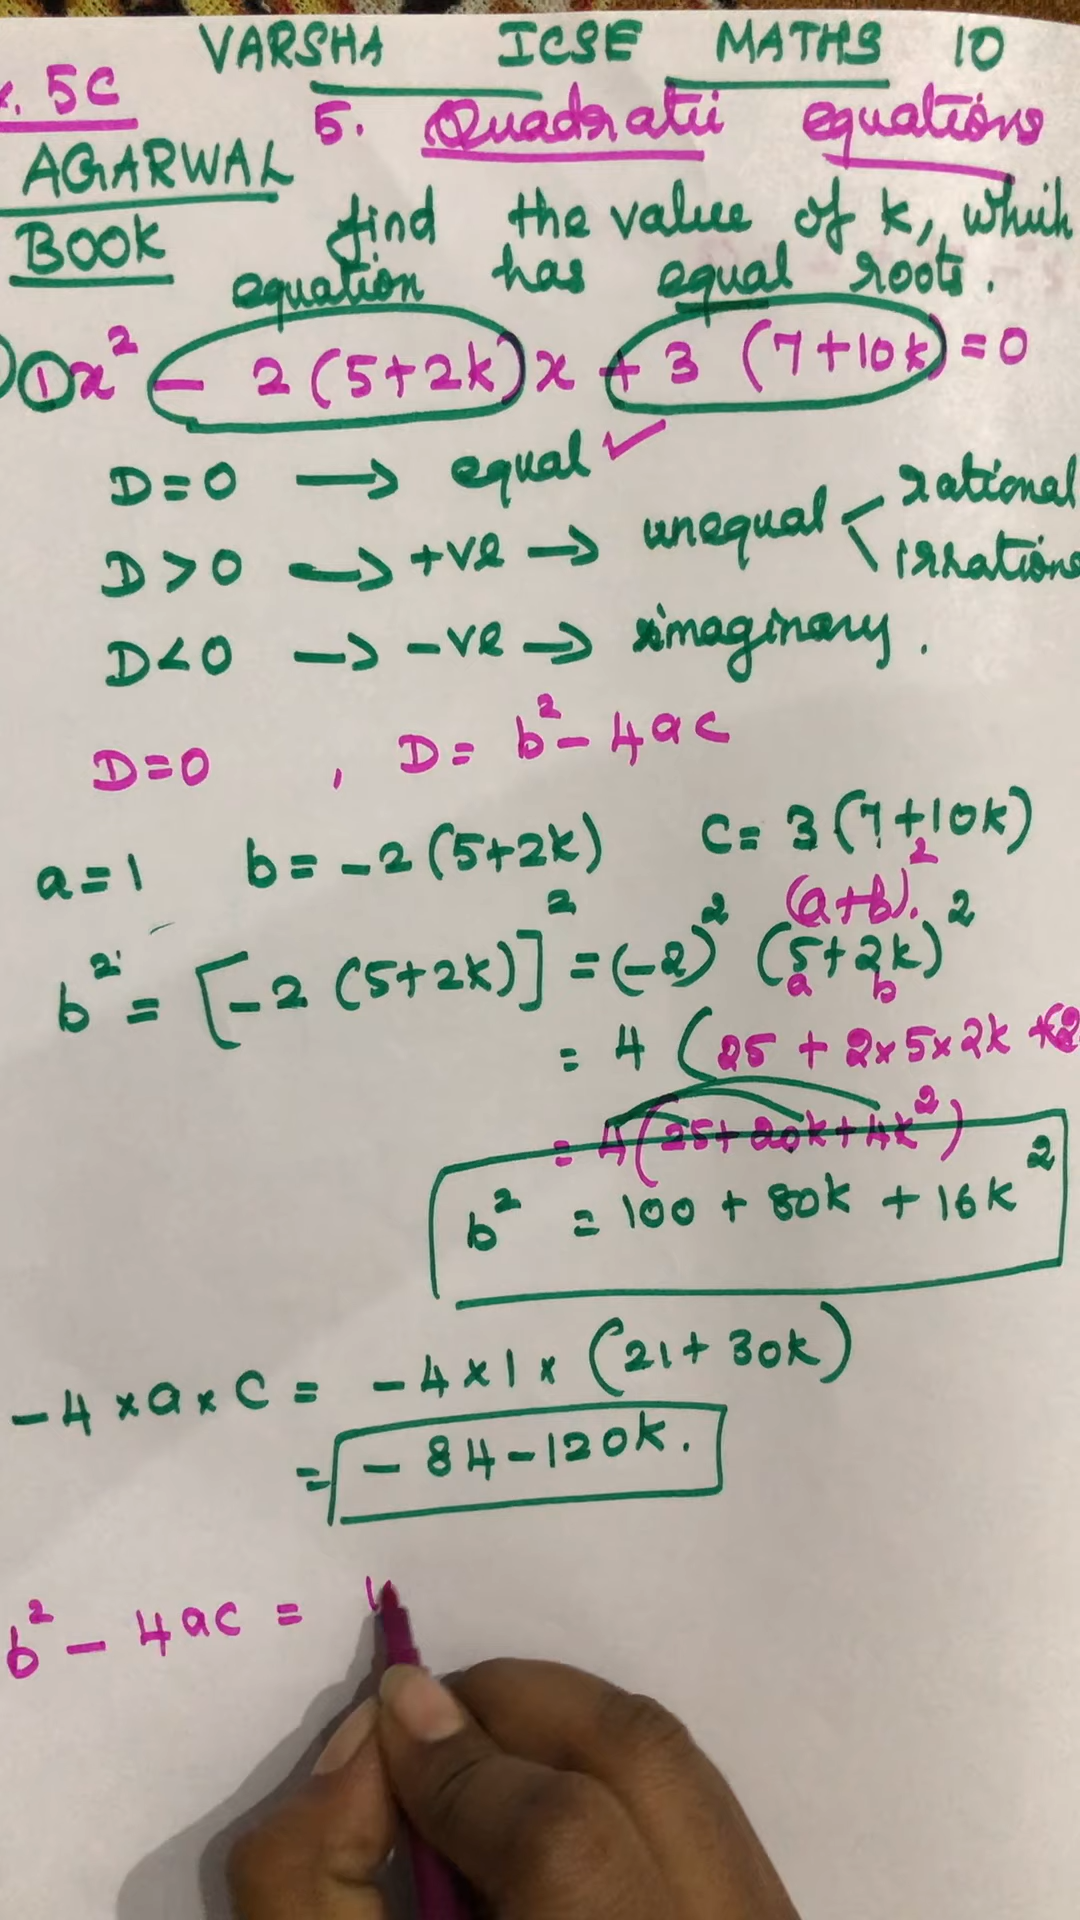 VARSHA ICSE MATHS 10
. 5C
5. Quadratic equations
AGARWAL
BOOK
find the value of k, which
equation has equal roots.
① x² - 2(5+2k)x + 3(7+10k) = 0
D=0 → equal ✓
D>0 → +ve → unequal < rational
irration
D<0 → -ve → imaginary.
D=0 , D= b²-4ac
a=1 b=-2(5+2k) c=3(7+10k)
(a+b)²
b² = [-2(5+2k)]² = (-2)² (5+2k)²
a b
= 4 (25 + 2×5×2k + (2
= 4(25+20k+4k²)
b² = 100 + 80k + 16k²
-4×a×c = -4×1×(21+30k)
= -84-120k.
b²-4ac =